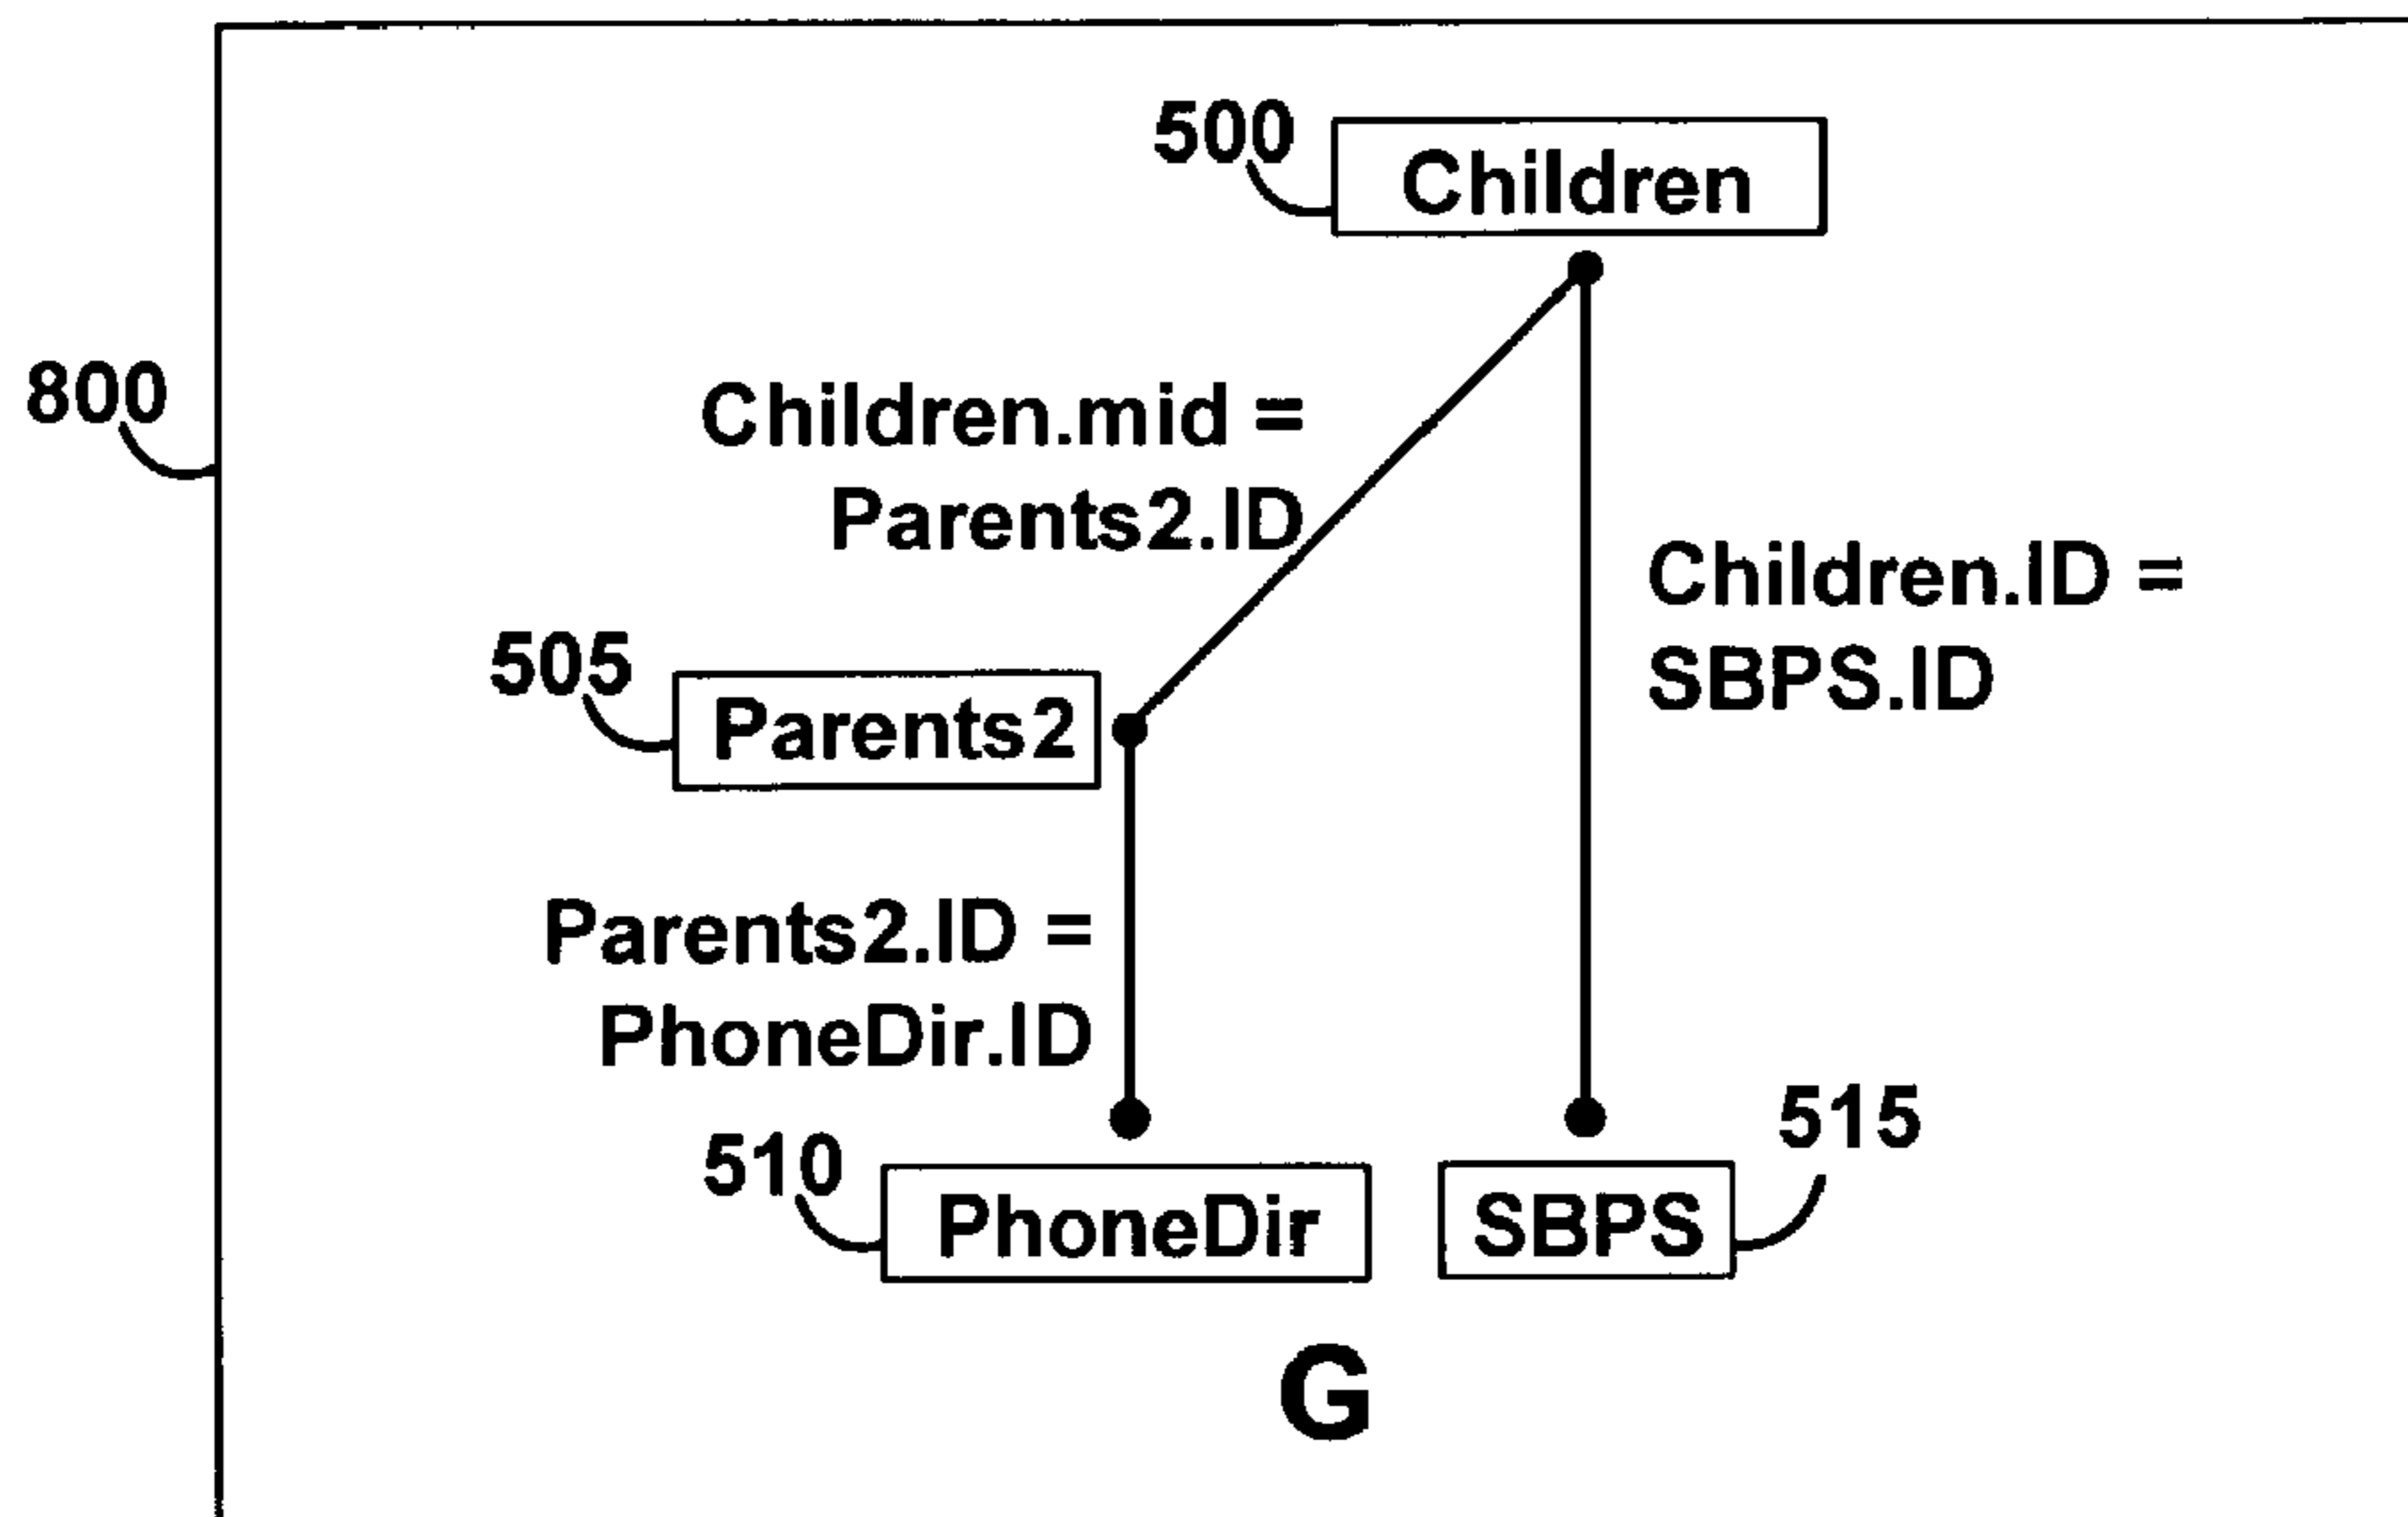 500
Children
800
Children.mid =
Parents2.ID
Children.ID =
SBPS.ID
505
Parents2
Parents2.ID =
PhoneDir.ID
510
PhoneDir
515
SBPS
G